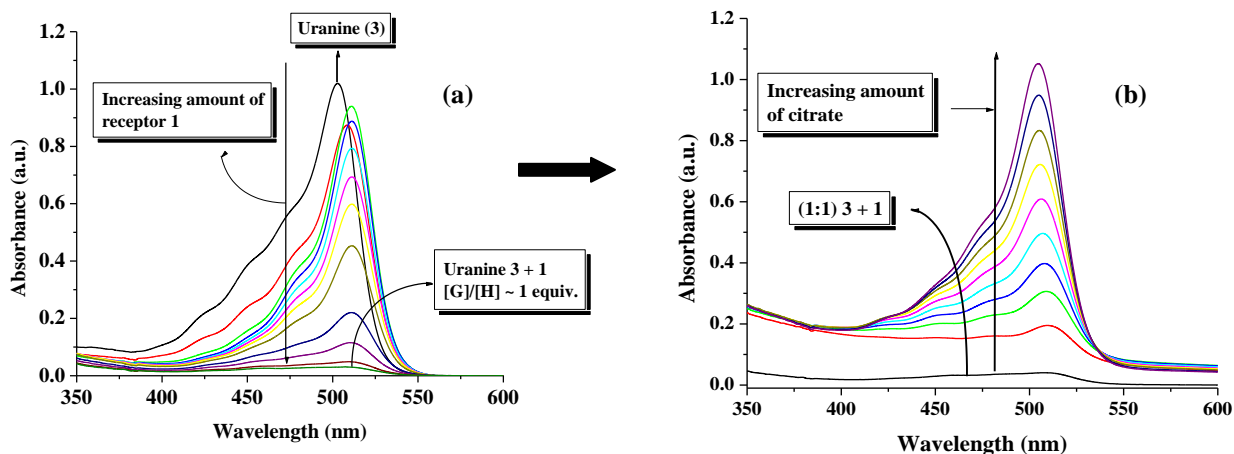 Uranine (3)
(a)
Increasing amount of
receptor 1
Uranine 3 + 1
[G]/[H] ~ 1 equiv.
Absorbance (a.u.)
1.2
1.0
0.8
0.6
0.4
0.2
0.0
350 400 450 500 550 600
Wavelength (nm)
(b)
Increasing amount
of citrate
(1:1) 3 + 1
Absorbance (a.u.)
1.2
1.0
0.8
0.6
0.4
0.2
0.0
350 400 450 500 550 600
Wavelength (nm)